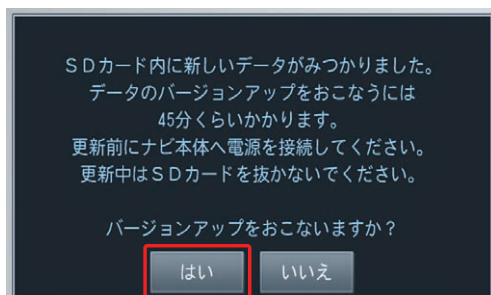 ＳＤカード内に新しいデータがみつかりました。
データのバージョンアップをおこなうには
45分くらいかかります。
更新前にナビ本体へ電源を接続してください。
更新中はＳＤカードを抜かないでください。
バージョンアップをおこないますか？
はい
いいえ